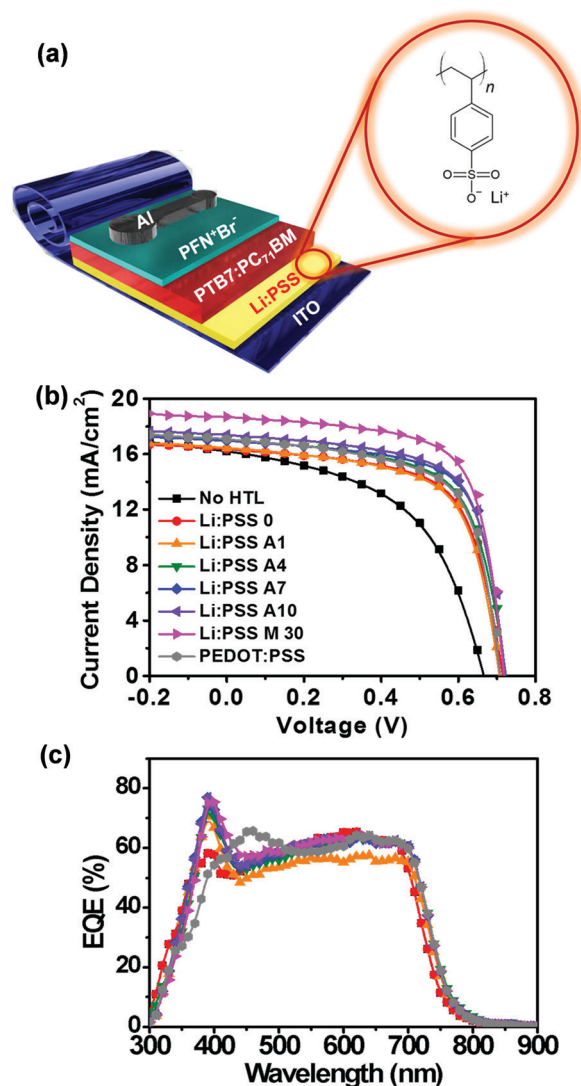 (a)
n
O
S
O
O⁻ Li⁺
Al
PFN⁺Br⁻
PTB7:PC₇₁BM
Li:PSS
ITO
(b)
20
16
12
8
4
0
Current Density (mA/cm²)
No HTL
Li:PSS 0
Li:PSS A1
Li:PSS A4
Li:PSS A7
Li:PSS A10
Li:PSS M 30
PEDOT:PSS
-0.2 0.0 0.2 0.4 0.6 0.8
Voltage (V)
(c)
80
60
40
20
0
EQE (%)
300 400 500 600 700 800 900
Wavelength (nm)